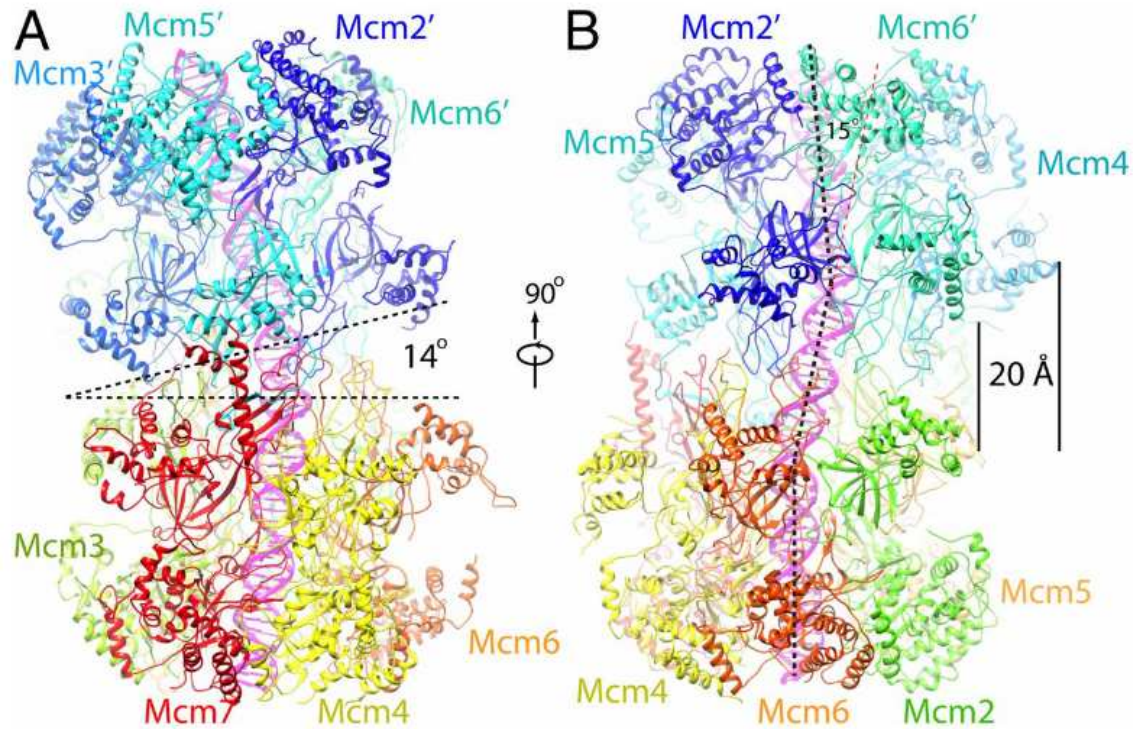 A
Mcm5’
Mcm2’
Mcm3’
Mcm6’
14°
90°
Mcm3
Mcm6
Mcm7
Mcm4
B
Mcm2’
Mcm6’
15°
Mcm5
Mcm4
20 Å
Mcm5
Mcm4
Mcm6
Mcm2